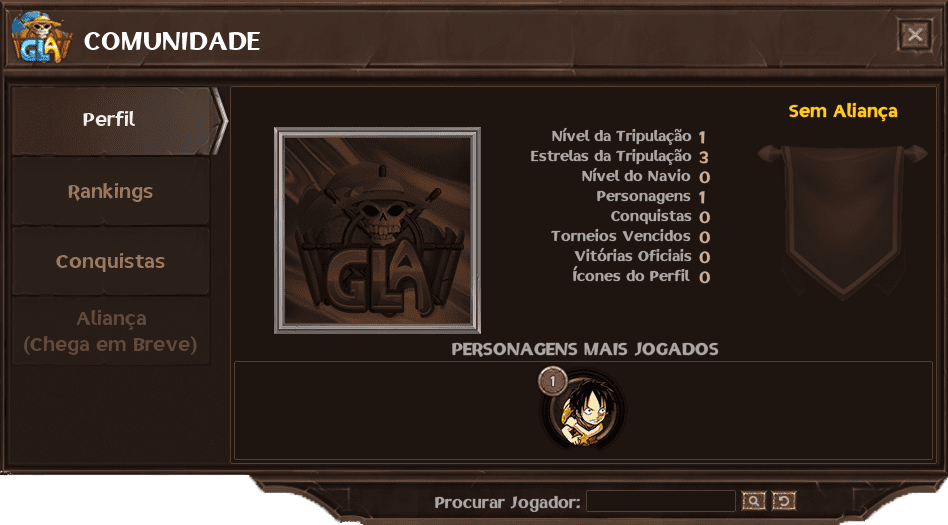 GLA
COMUNIDADE
Perfil
Rankings
Conquistas
Aliança
(Chega em Breve)
GLA
Nível da Tripulação 1
Estrelas da Tripulação 3
Nível do Navio 0
Personagens 1
Conquistas 0
Torneios Vencidos 0
Vitórias Oficiais 0
Ícones do Perfil 0
Sem Aliança
PERSONAGENS MAIS JOGADOS
1
Procurar Jogador: